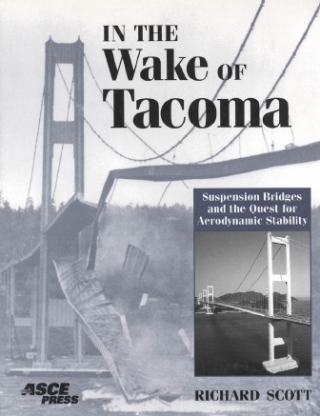 IN THE
Wake OF
Tacoma
Suspension Bridges
and the Quest for
Aerodynamic Stability
ASCE
PRESS
RICHARD SCOTT